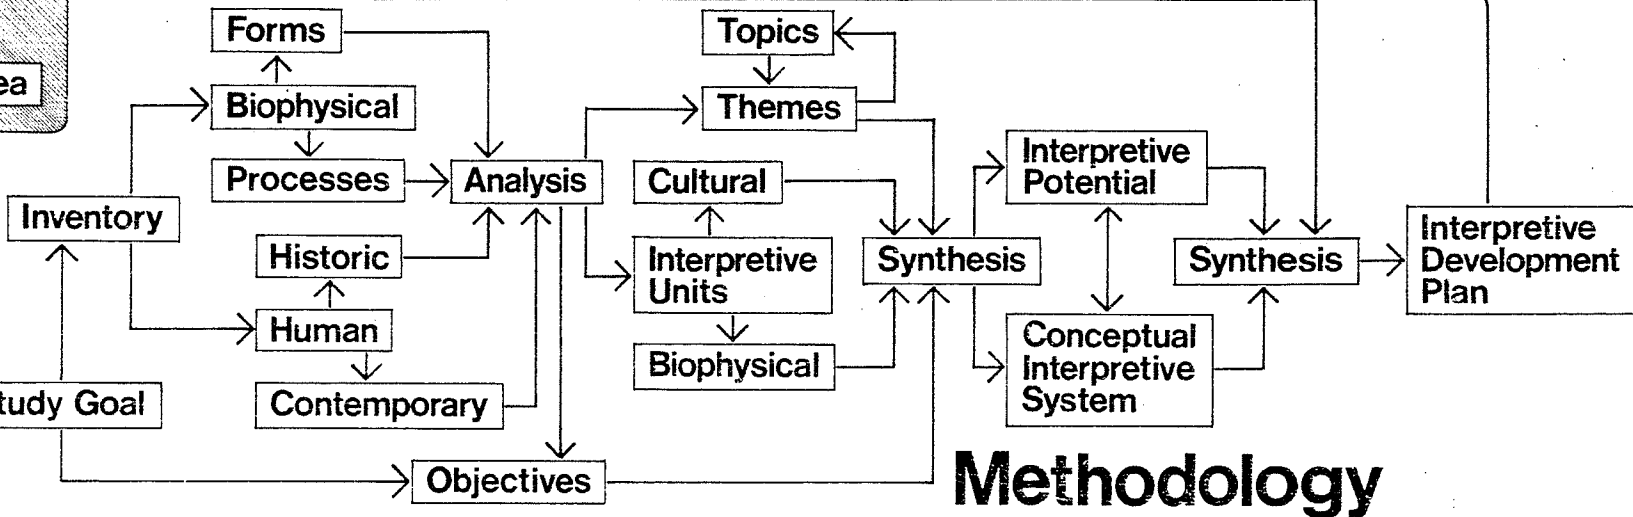 Forms
Topics
ea
Biophysical
Themes
Processes
Analysis
Cultural
Interpretive
Potential
Inventory
Historic
Interpretive
Units
Synthesis
Synthesis
Interpretive
Development
Plan
Human
Biophysical
Conceptual
Interpretive
System
tudy Goal
Contemporary
Objectives
Methodology